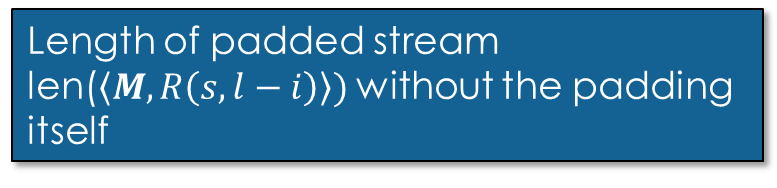 Length of padded stream
len(⟨𝑴, 𝑅(𝑠, 𝑙 − 𝑖)⟩) without the padding
itself